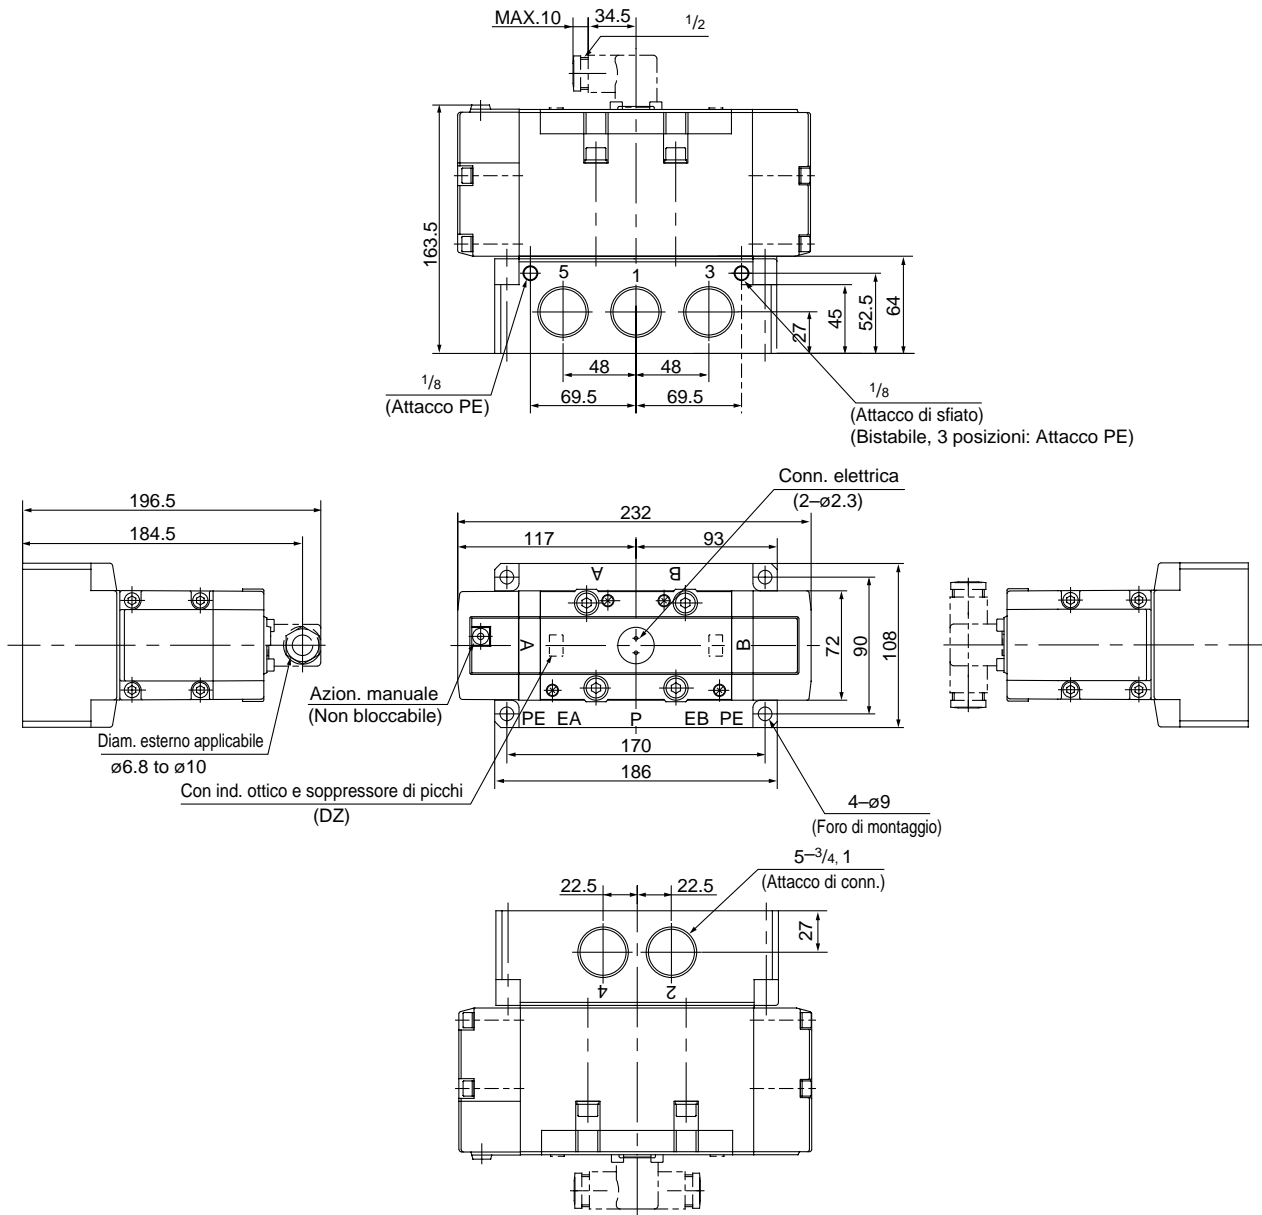 MAX.10 34.5 1/2
163.5
5 1 3
27 45 52.5 64
48 48
69.5 69.5
1/8
(Attacco PE)
1/8
(Attacco di sfiato)
(Bistabile, 3 posizioni: Attacco PE)
Conn. elettrica
(2–ø2.3)
196.5
184.5
232
117 93
A B
A B
72 90 108
Azion. manuale
(Non bloccabile)
PE EA P EB PE
Diam. esterno applicabile
ø6.8 to ø10
170
186
Con ind. ottico e soppressore di picchi
(DZ)
4–ø9
(Foro di montaggio)
5–3/4, 1
(Attacco di conn.)
22.5 22.5
27
4 2